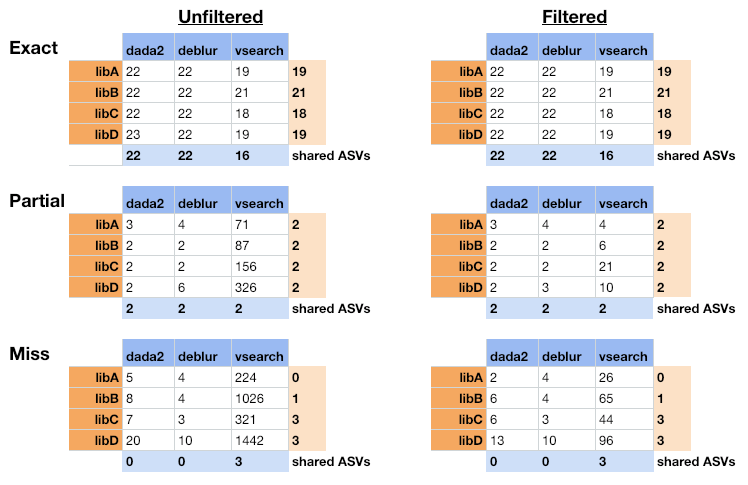 Unfiltered Filtered
Exact
dada2 deblur vsearch dada2 deblur vsearch
libA 22 22 19 19 libA 22 22 19 19
libB 22 22 21 21 libB 22 22 21 21
libC 22 22 18 18 libC 22 22 18 18
libD 23 22 19 19 libD 22 22 19 19
22 22 16 shared ASVs 22 22 16 shared ASVs
Partial
dada2 deblur vsearch dada2 deblur vsearch
libA 3 4 71 2 libA 3 4 4 2
libB 2 2 87 2 libB 2 2 6 2
libC 2 2 156 2 libC 2 2 21 2
libD 2 6 326 2 libD 2 3 10 2
2 2 2 shared ASVs 2 2 2 shared ASVs
Miss
dada2 deblur vsearch dada2 deblur vsearch
libA 5 4 224 0 libA 2 4 26 0
libB 8 4 1026 1 libB 6 4 65 1
libC 7 3 321 3 libC 6 3 44 3
libD 20 10 1442 3 libD 13 10 96 3
0 0 3 shared ASVs 0 0 3 shared ASVs